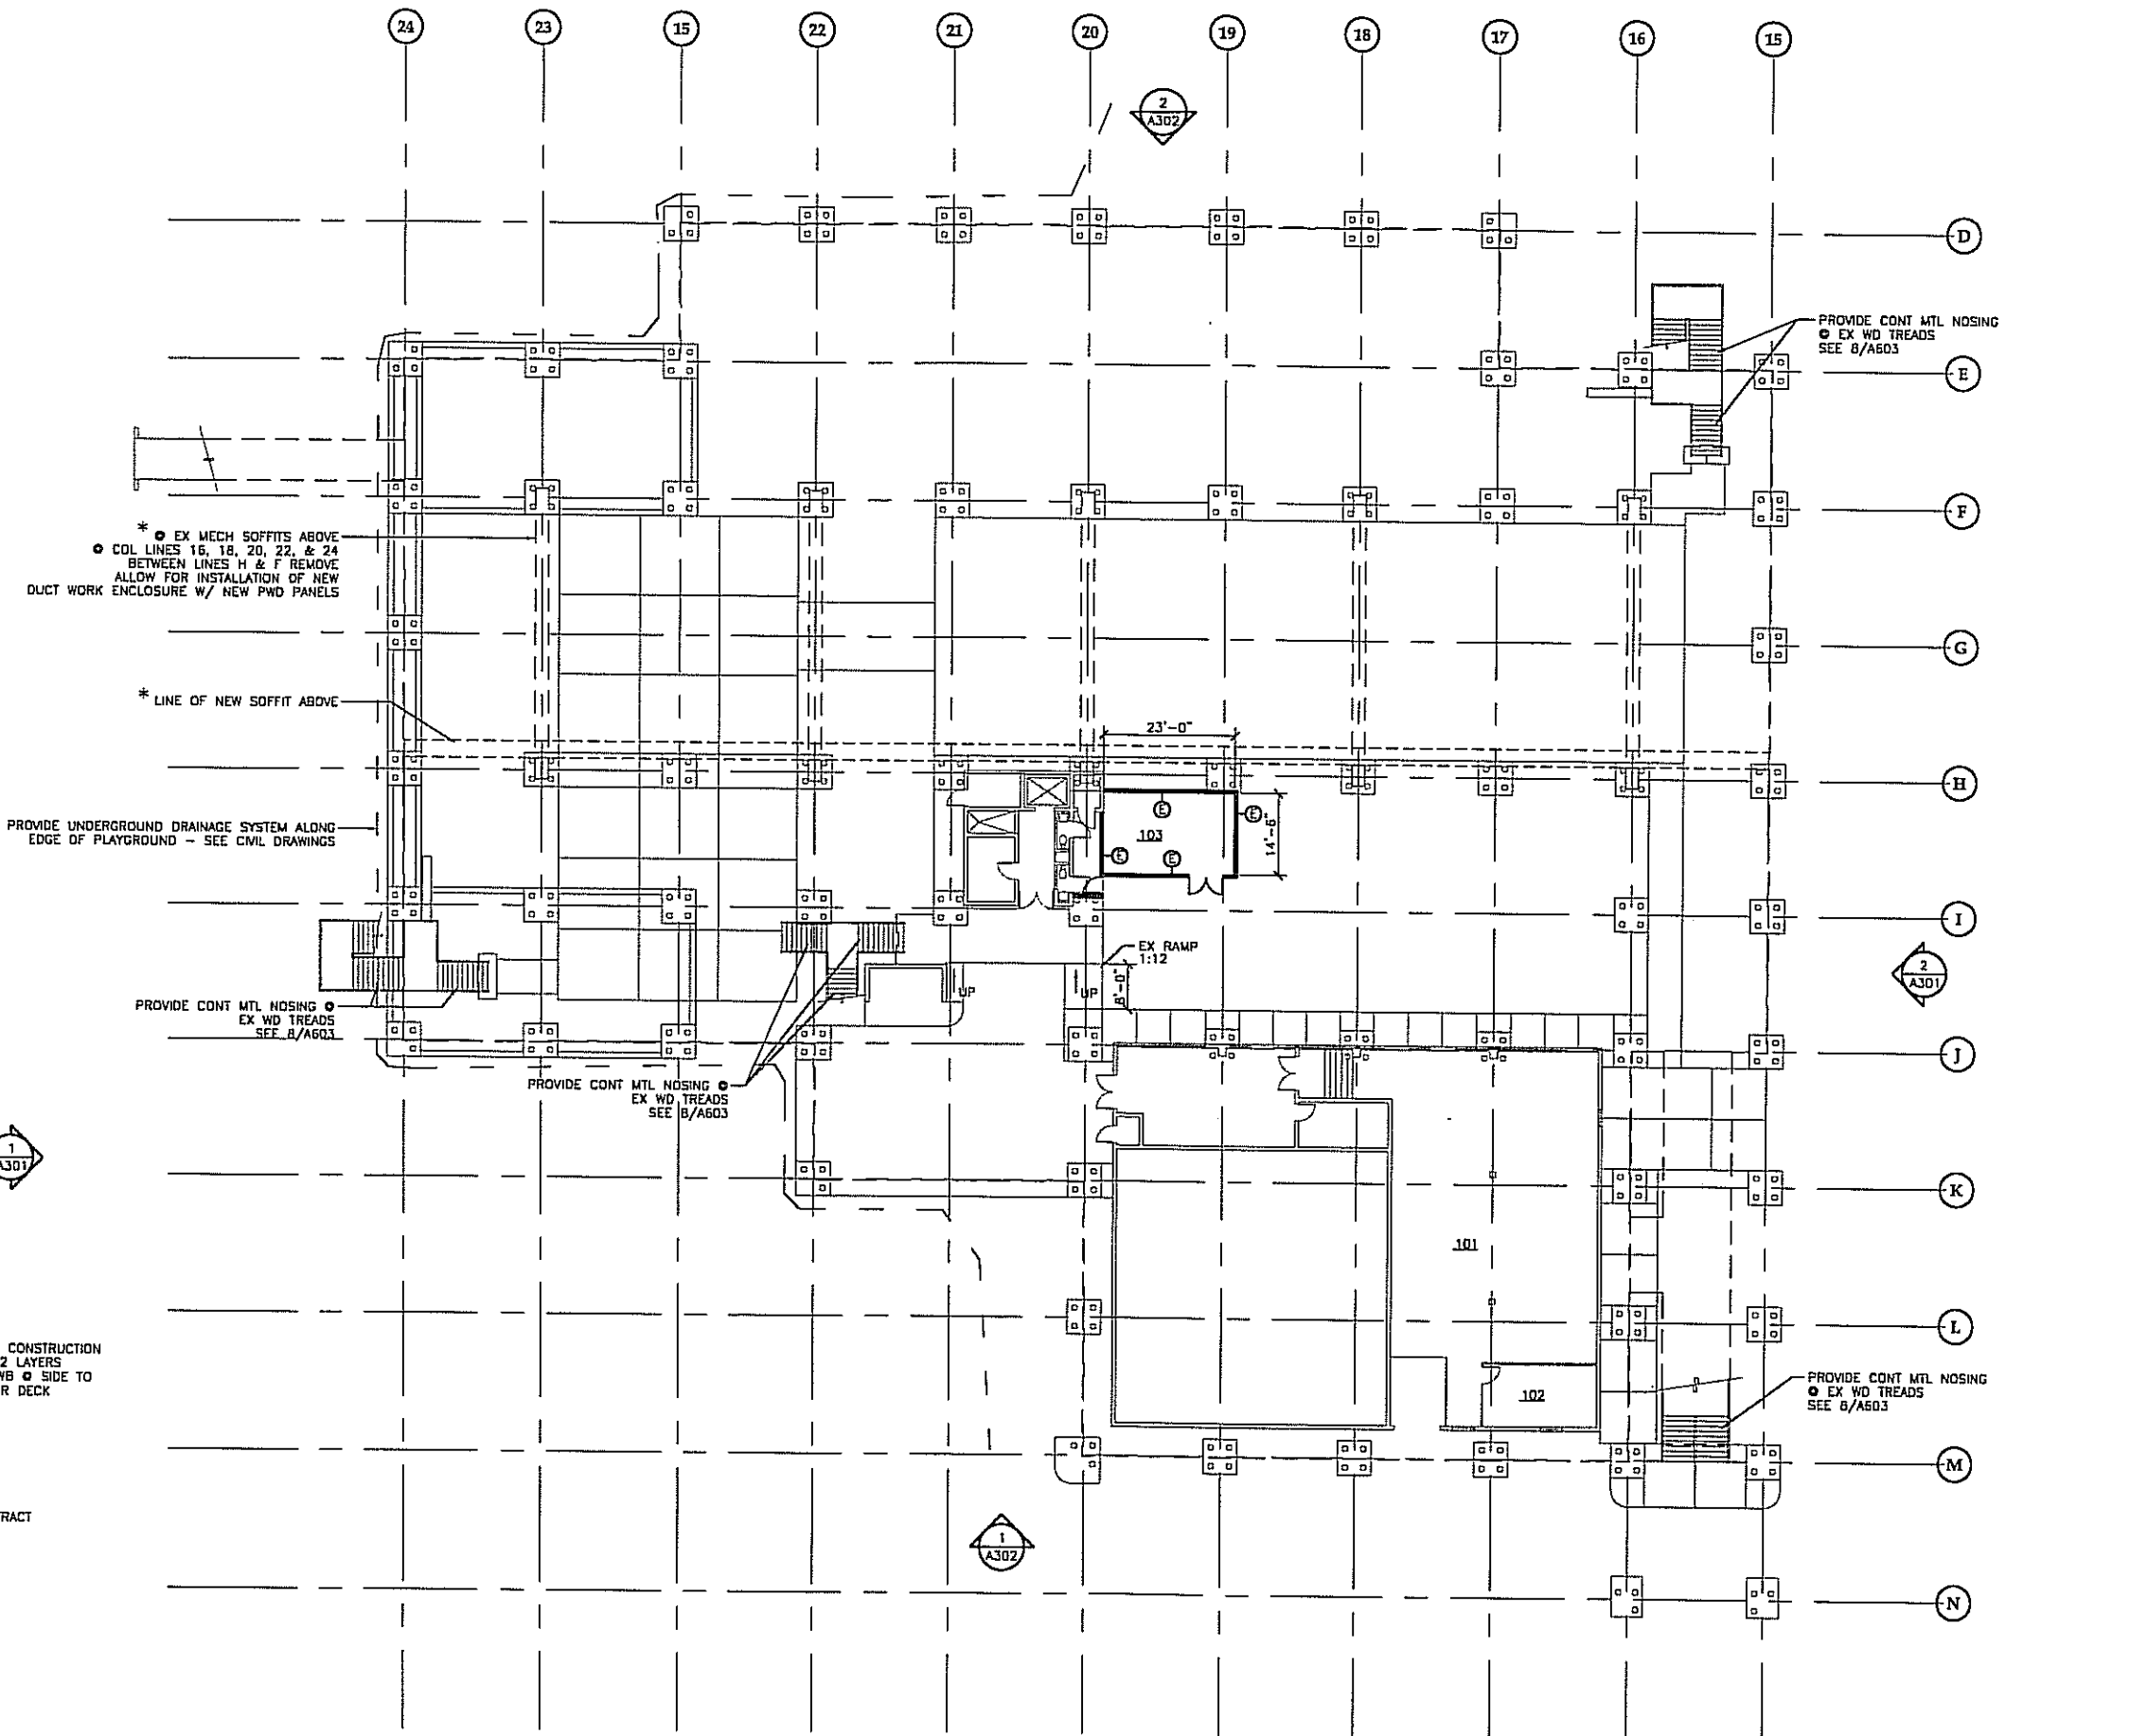 24 23 15 22 21 20 19 18 17 16 15
2
A302
D
PROVIDE CONT MTL NOSING
@ EX WD TREADS
SEE 8/A603
E
F
* @ EX MECH SOFFITS ABOVE
@ COL LINES 16, 18, 20, 22, & 24
BETWEEN LINES H & F REMOVE
ALLOW FOR INSTALLATION OF NEW
DUCT WORK ENCLOSURE W/ NEW PWD PANELS
G
* LINE OF NEW SOFFIT ABOVE
23'-0"
H
E
E
103
14'-6"
E
E
PROVIDE UNDERGROUND DRAINAGE SYSTEM ALONG
EDGE OF PLAYGROUND - SEE CIVIL DRAWINGS
I
EX RAMP
1:12
2
A301
UP
UP
8'-0"
PROVIDE CONT MTL NOSING @
EX WD TREADS
SEE 8/A603
J
PROVIDE CONT MTL NOSING @
EX WD TREADS
SEE 8/A603
1
A301
K
101
L
CONSTRUCTION
2 LAYERS
WB @ SIDE TO
R DECK
102
PROVIDE CONT MTL NOSING
@ EX WD TREADS
SEE 8/A603
M
TRACT
1
A302
N